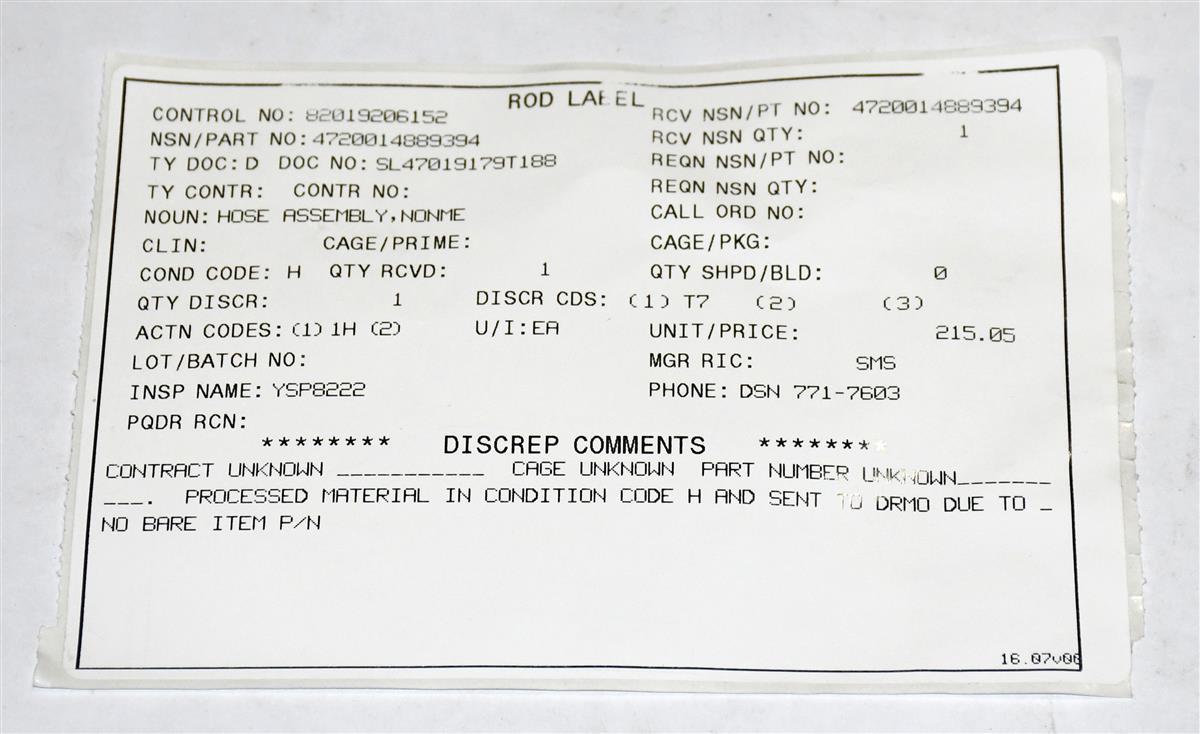 ROD LABEL
CONTROL NO: 82019206152 RCV NSN/PT NO: 4720014889394
NSN/PART NO: 4720014889394 RCV NSN QTY: 1
TY DOC: D DOC NO: SL47019179T188 REQN NSN/PT NO:
TY CONTR: CONTR NO: REQN NSN QTY:
NOUN: HOSE ASSEMBLY,NONME CALL ORD NO:
CLIN: CAGE/PRIME: CAGE/PKG:
COND CODE: H QTY RCVD: 1 QTY SHPD/BLD: 0
QTY DISCR: 1 DISCR CDS: (1) T7 (2) (3)
ACTN CODES: (1) 1H (2) U/I: EA UNIT/PRICE: 215.05
LOT/BATCH NO: MGR RIC: SMS
INSP NAME: YSP8222 PHONE: DSN 771-7603
PQDR RCN:
******** DISCREP COMMENTS ********
CONTRACT UNKNOWN ___________ CAGE UNKNOWN PART NUMBER UNKNOWN_______
___. PROCESSED MATERIAL IN CONDITION CODE H AND SENT TO DRMO DUE TO _
NO BARE ITEM P/N
16.07v06